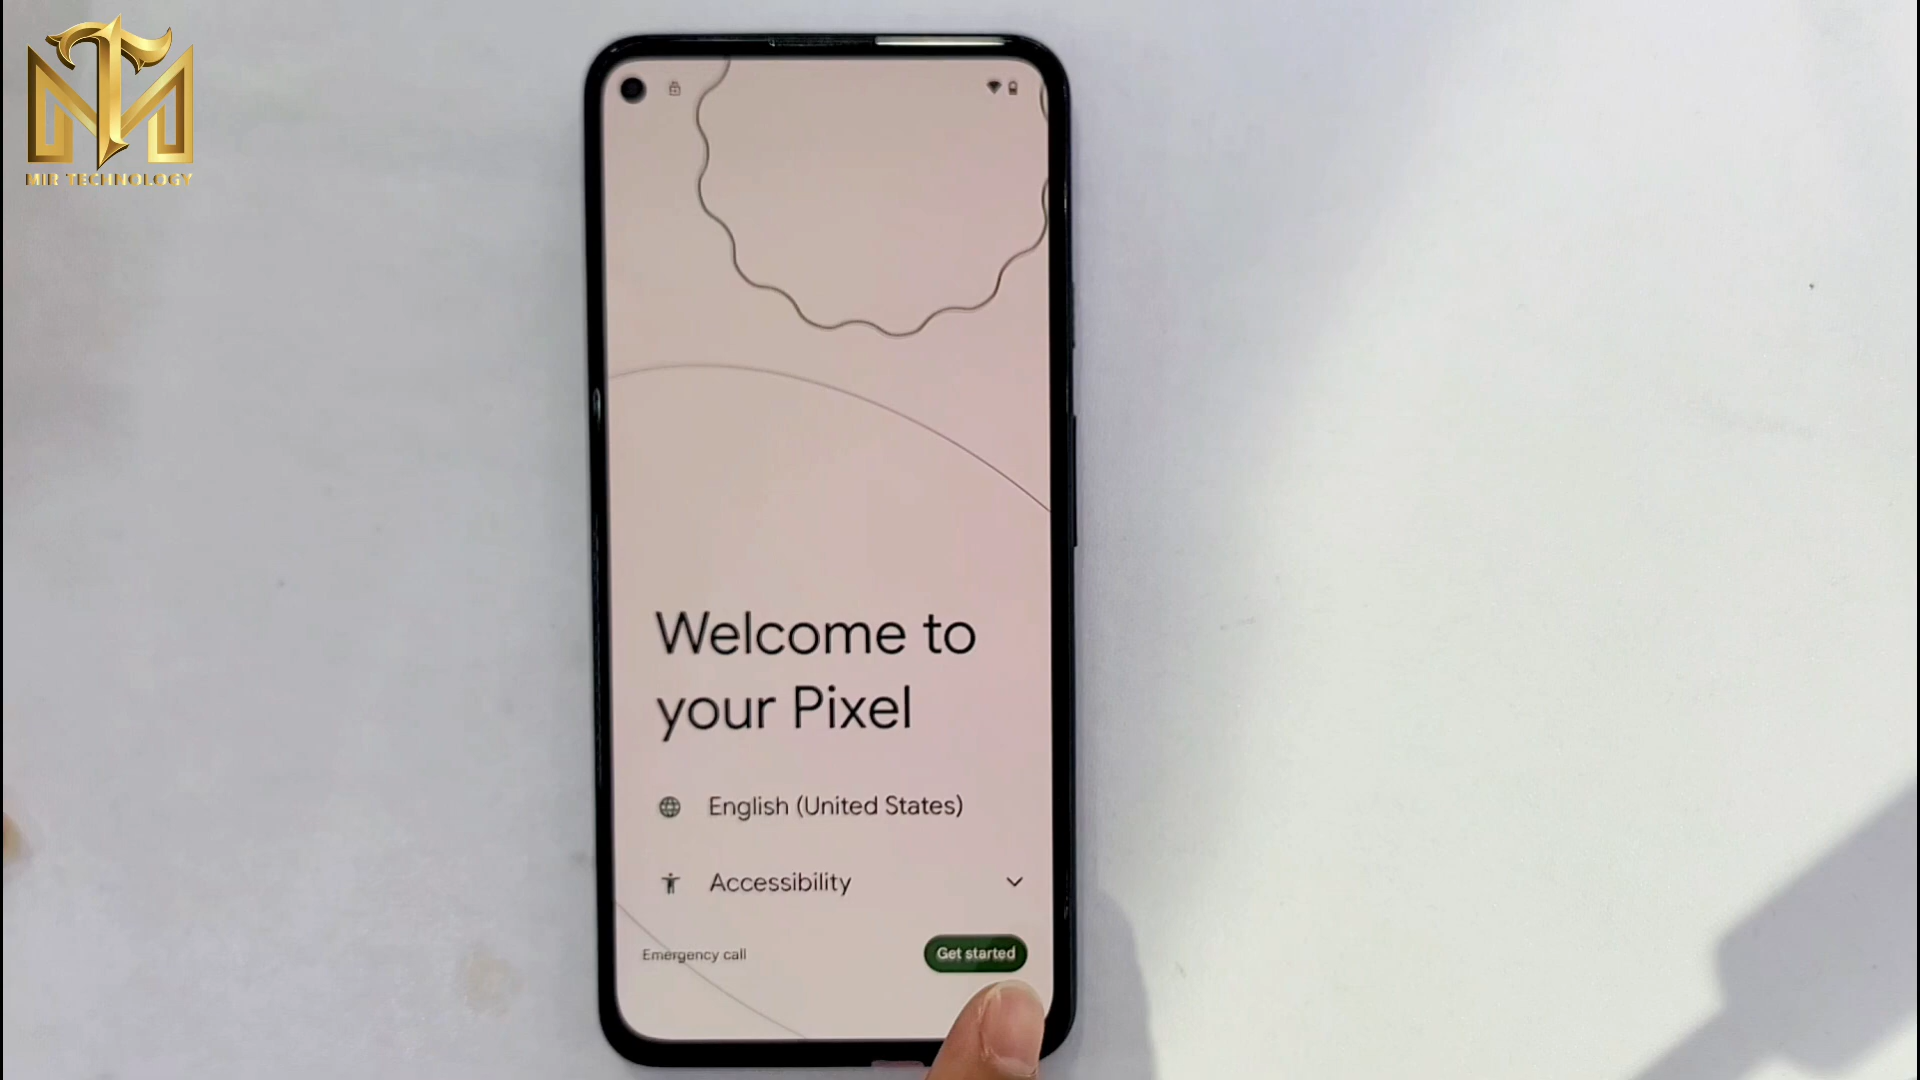 MIR TECHNOLOGY
Welcome to
your Pixel
English (United States)
Accessibility
Emergency call
Get started